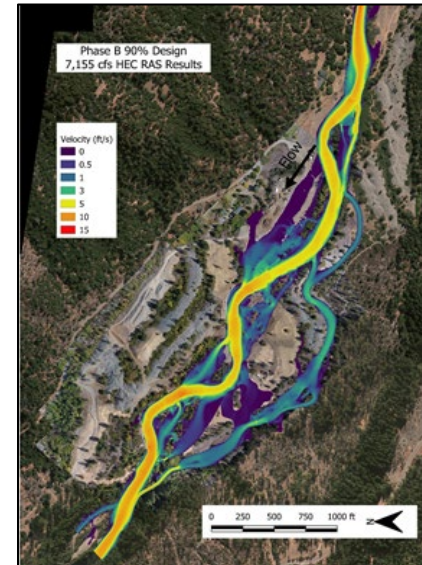 Phase B 90% Design
7,155 cfs HEC RAS Results
Velocity (ft/s)
0
0.5
1
3
5
10
15
Flow
0 250 500 750 1000 ft
N